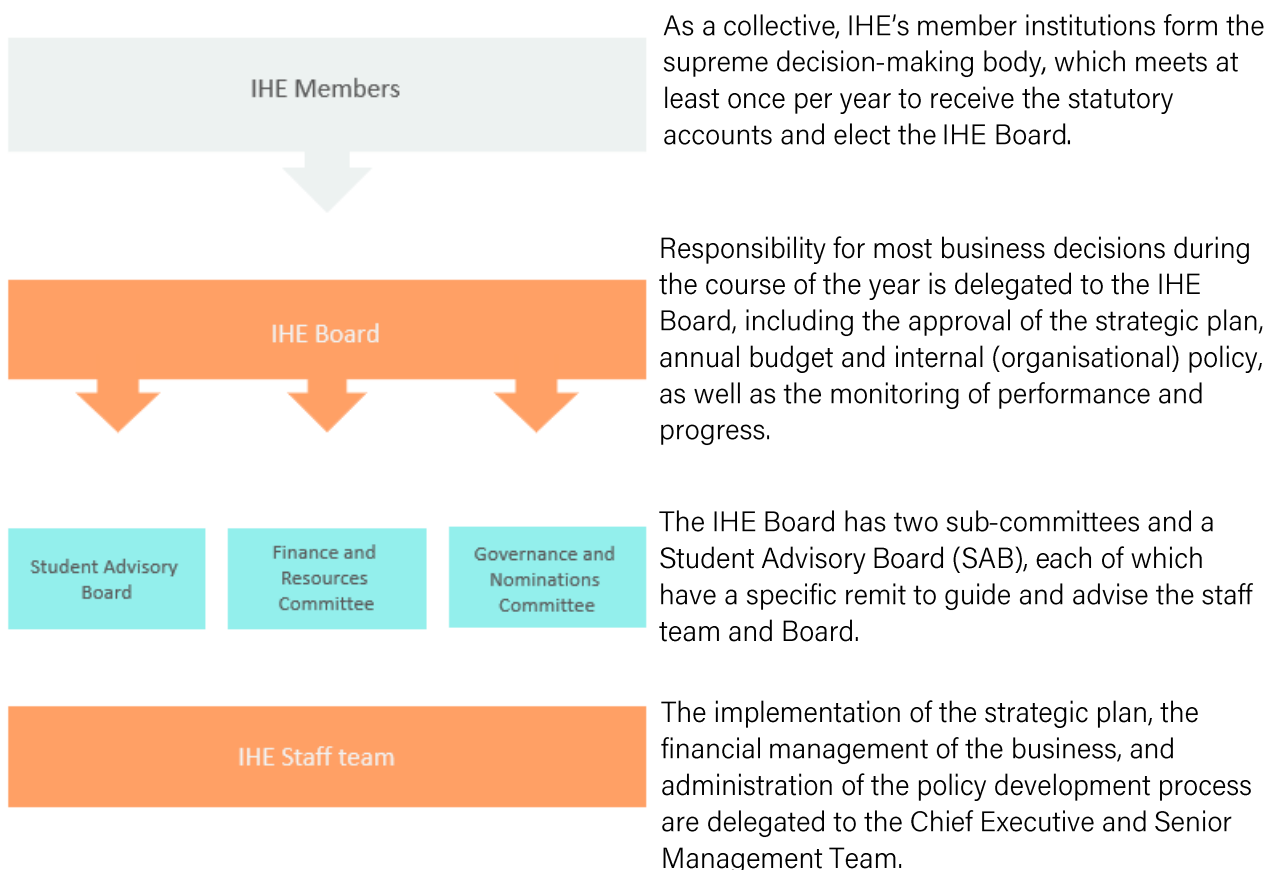 IHE Members
As a collective, IHE’s member institutions form the
supreme decision-making body, which meets at
least once per year to receive the statutory
accounts and elect the IHE Board.
IHE Board
Responsibility for most business decisions during
the course of the year is delegated to the IHE
Board, including the approval of the strategic plan,
annual budget and internal (organisational) policy,
as well as the monitoring of performance and
progress.
Student Advisory
Board
Finance and
Resources
Committee
Governance and
Nominations
Committee
The IHE Board has two sub-committees and a
Student Advisory Board (SAB), each of which
have a specific remit to guide and advise the staff
team and Board.
IHE Staff team
The implementation of the strategic plan, the
financial management of the business, and
administration of the policy development process
are delegated to the Chief Executive and Senior
Management Team.